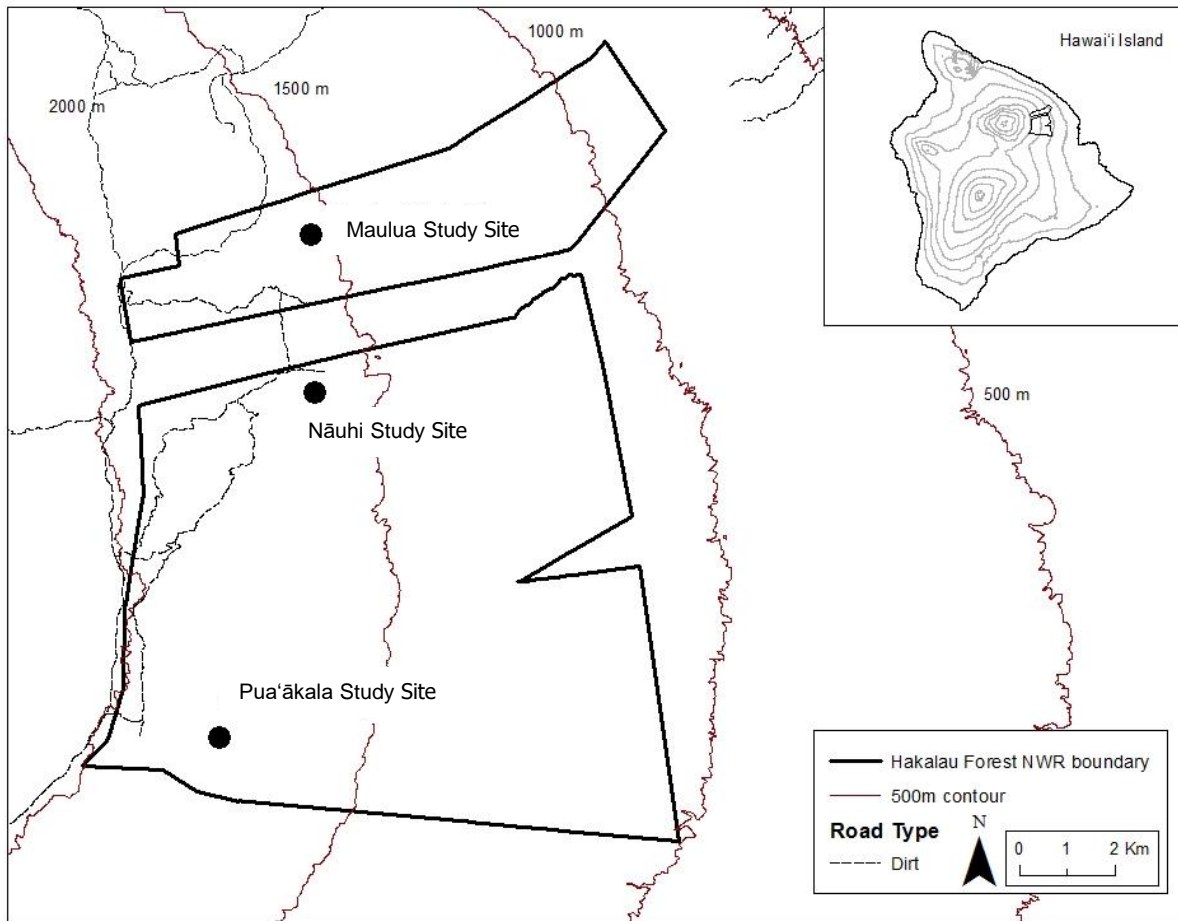 1000 m
Hawai‘i Island
1500 m
2000 m
Maulua Study Site
500 m
Nāuhi Study Site
Pua‘ākala Study Site
Hakalau Forest NWR boundary
500m contour
Road Type
Dirt
N
0 1 2 Km